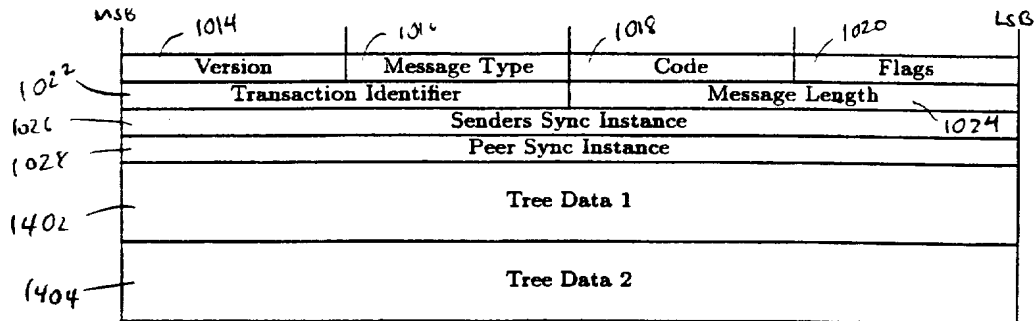 MSB LSB
1014 1016 1018 1020
Version Message Type Code Flags
1022 Transaction Identifier Message Length
1026 Senders Sync Instance 1024
1028 Peer Sync Instance
1402 Tree Data 1
1404 Tree Data 2